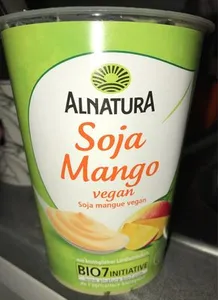 ALNATURA
Soja
Mango
vegan
Soja mangue vegan
BIO7INITIATIVE